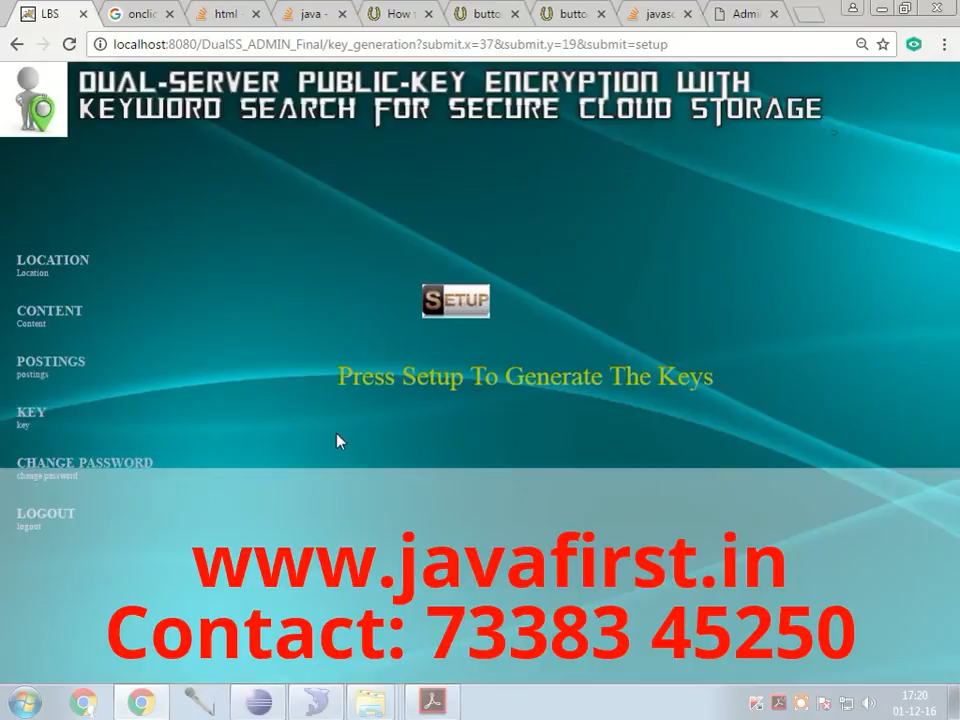 LBS
onclic
html -
java -
How t
butto
butto
javasc
Admi
localhost:8080/DualSS_ADMIN_Final/key_generation?submit.x=37&submit.y=19&submit=setup
DUAL-SERVER PUBLIC-KEY ENCRYPTION WITH
KEYWORD SEARCH FOR SECURE CLOUD STORAGE
LOCATION
Location
SETUP
CONTENT
Content
POSTINGS
postings
Press Setup To Generate The Keys
KEY
key
CHANGE PASSWORD
change password
LOGOUT
logout
www.javafirst.in
Contact: 73383 45250
17:20
01-12-16